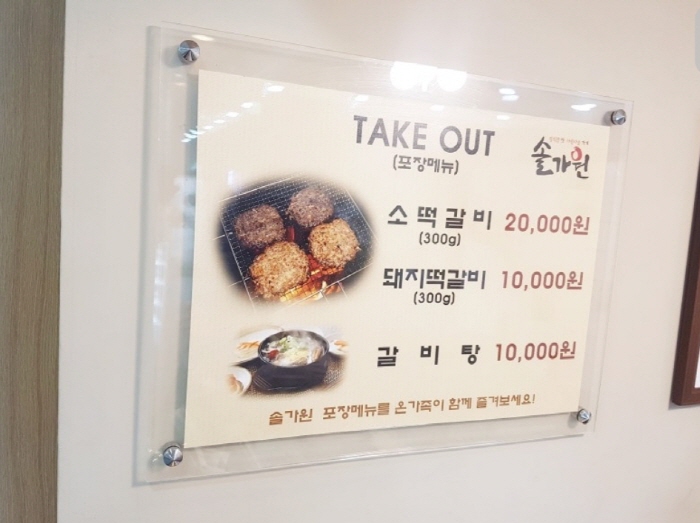 TAKE OUT
(포장메뉴)
솔가원
소떡갈비 20,000원
(300g)
돼지떡갈비 10,000원
(300g)
갈비탕 10,000원
솔가원 포장메뉴를 온가족이 함께 즐겨보세요!